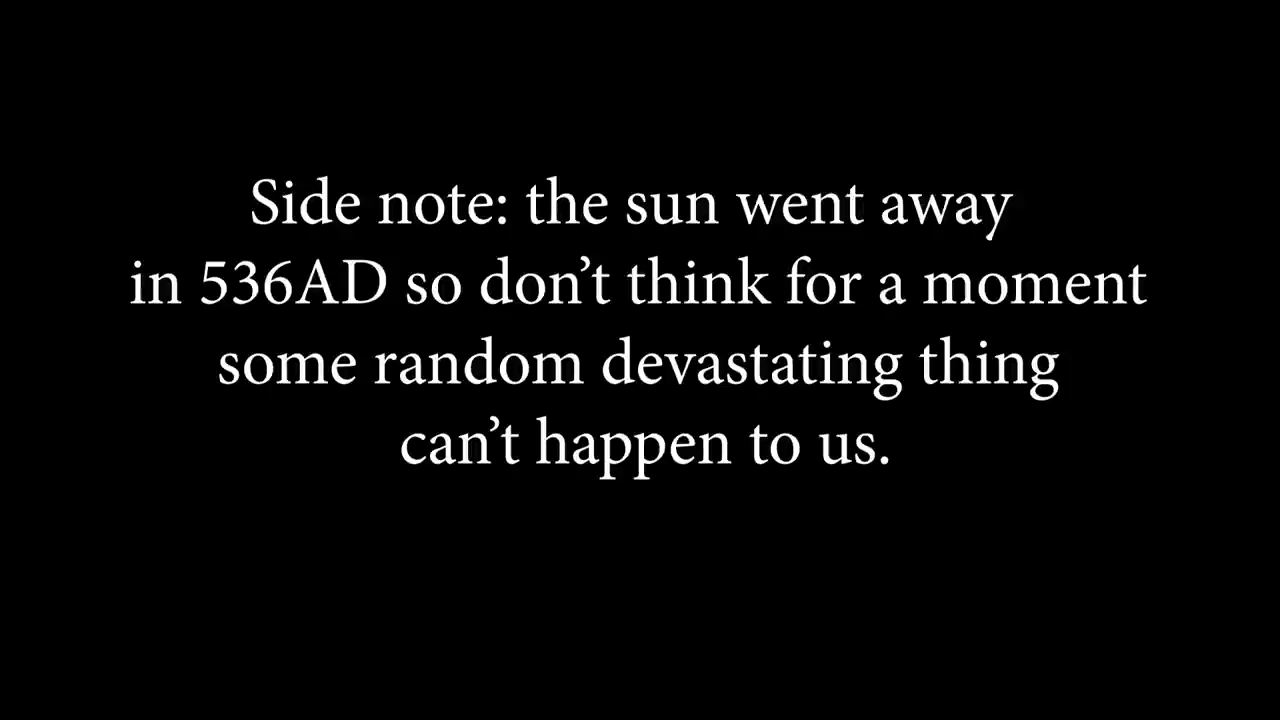 Side note: the sun went away
in 536AD so don’t think for a moment
some random devastating thing
can’t happen to us.